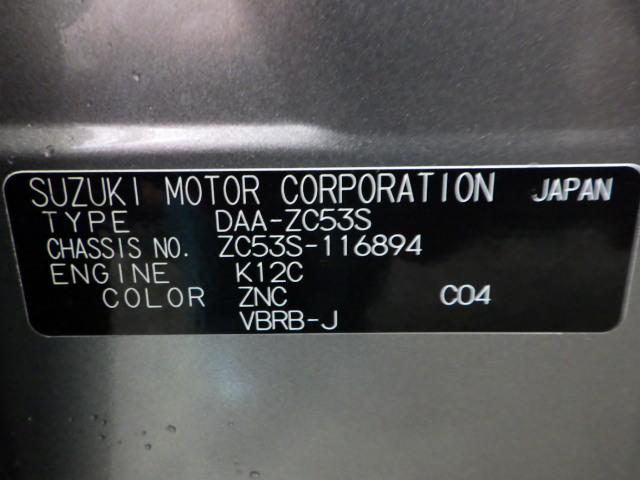 SUZUKI MOTOR CORPORATION JAPAN
TYPE DAA-ZC53S
CHASSIS NO. ZC53S-116894
ENGINE K12C
COLOR ZNC C04
VBRB-J